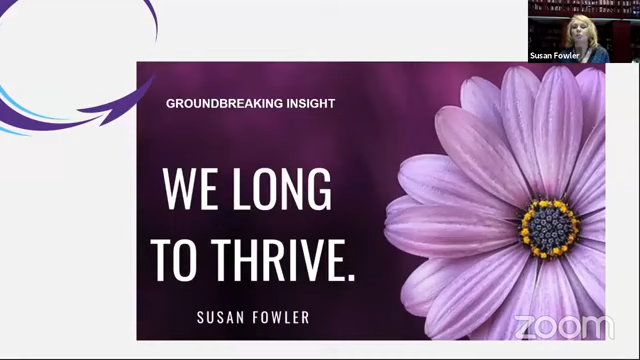 Susan Fowler
GROUNDBREAKING INSIGHT
WE LONG
TO THRIVE.
SUSAN FOWLER
zoom